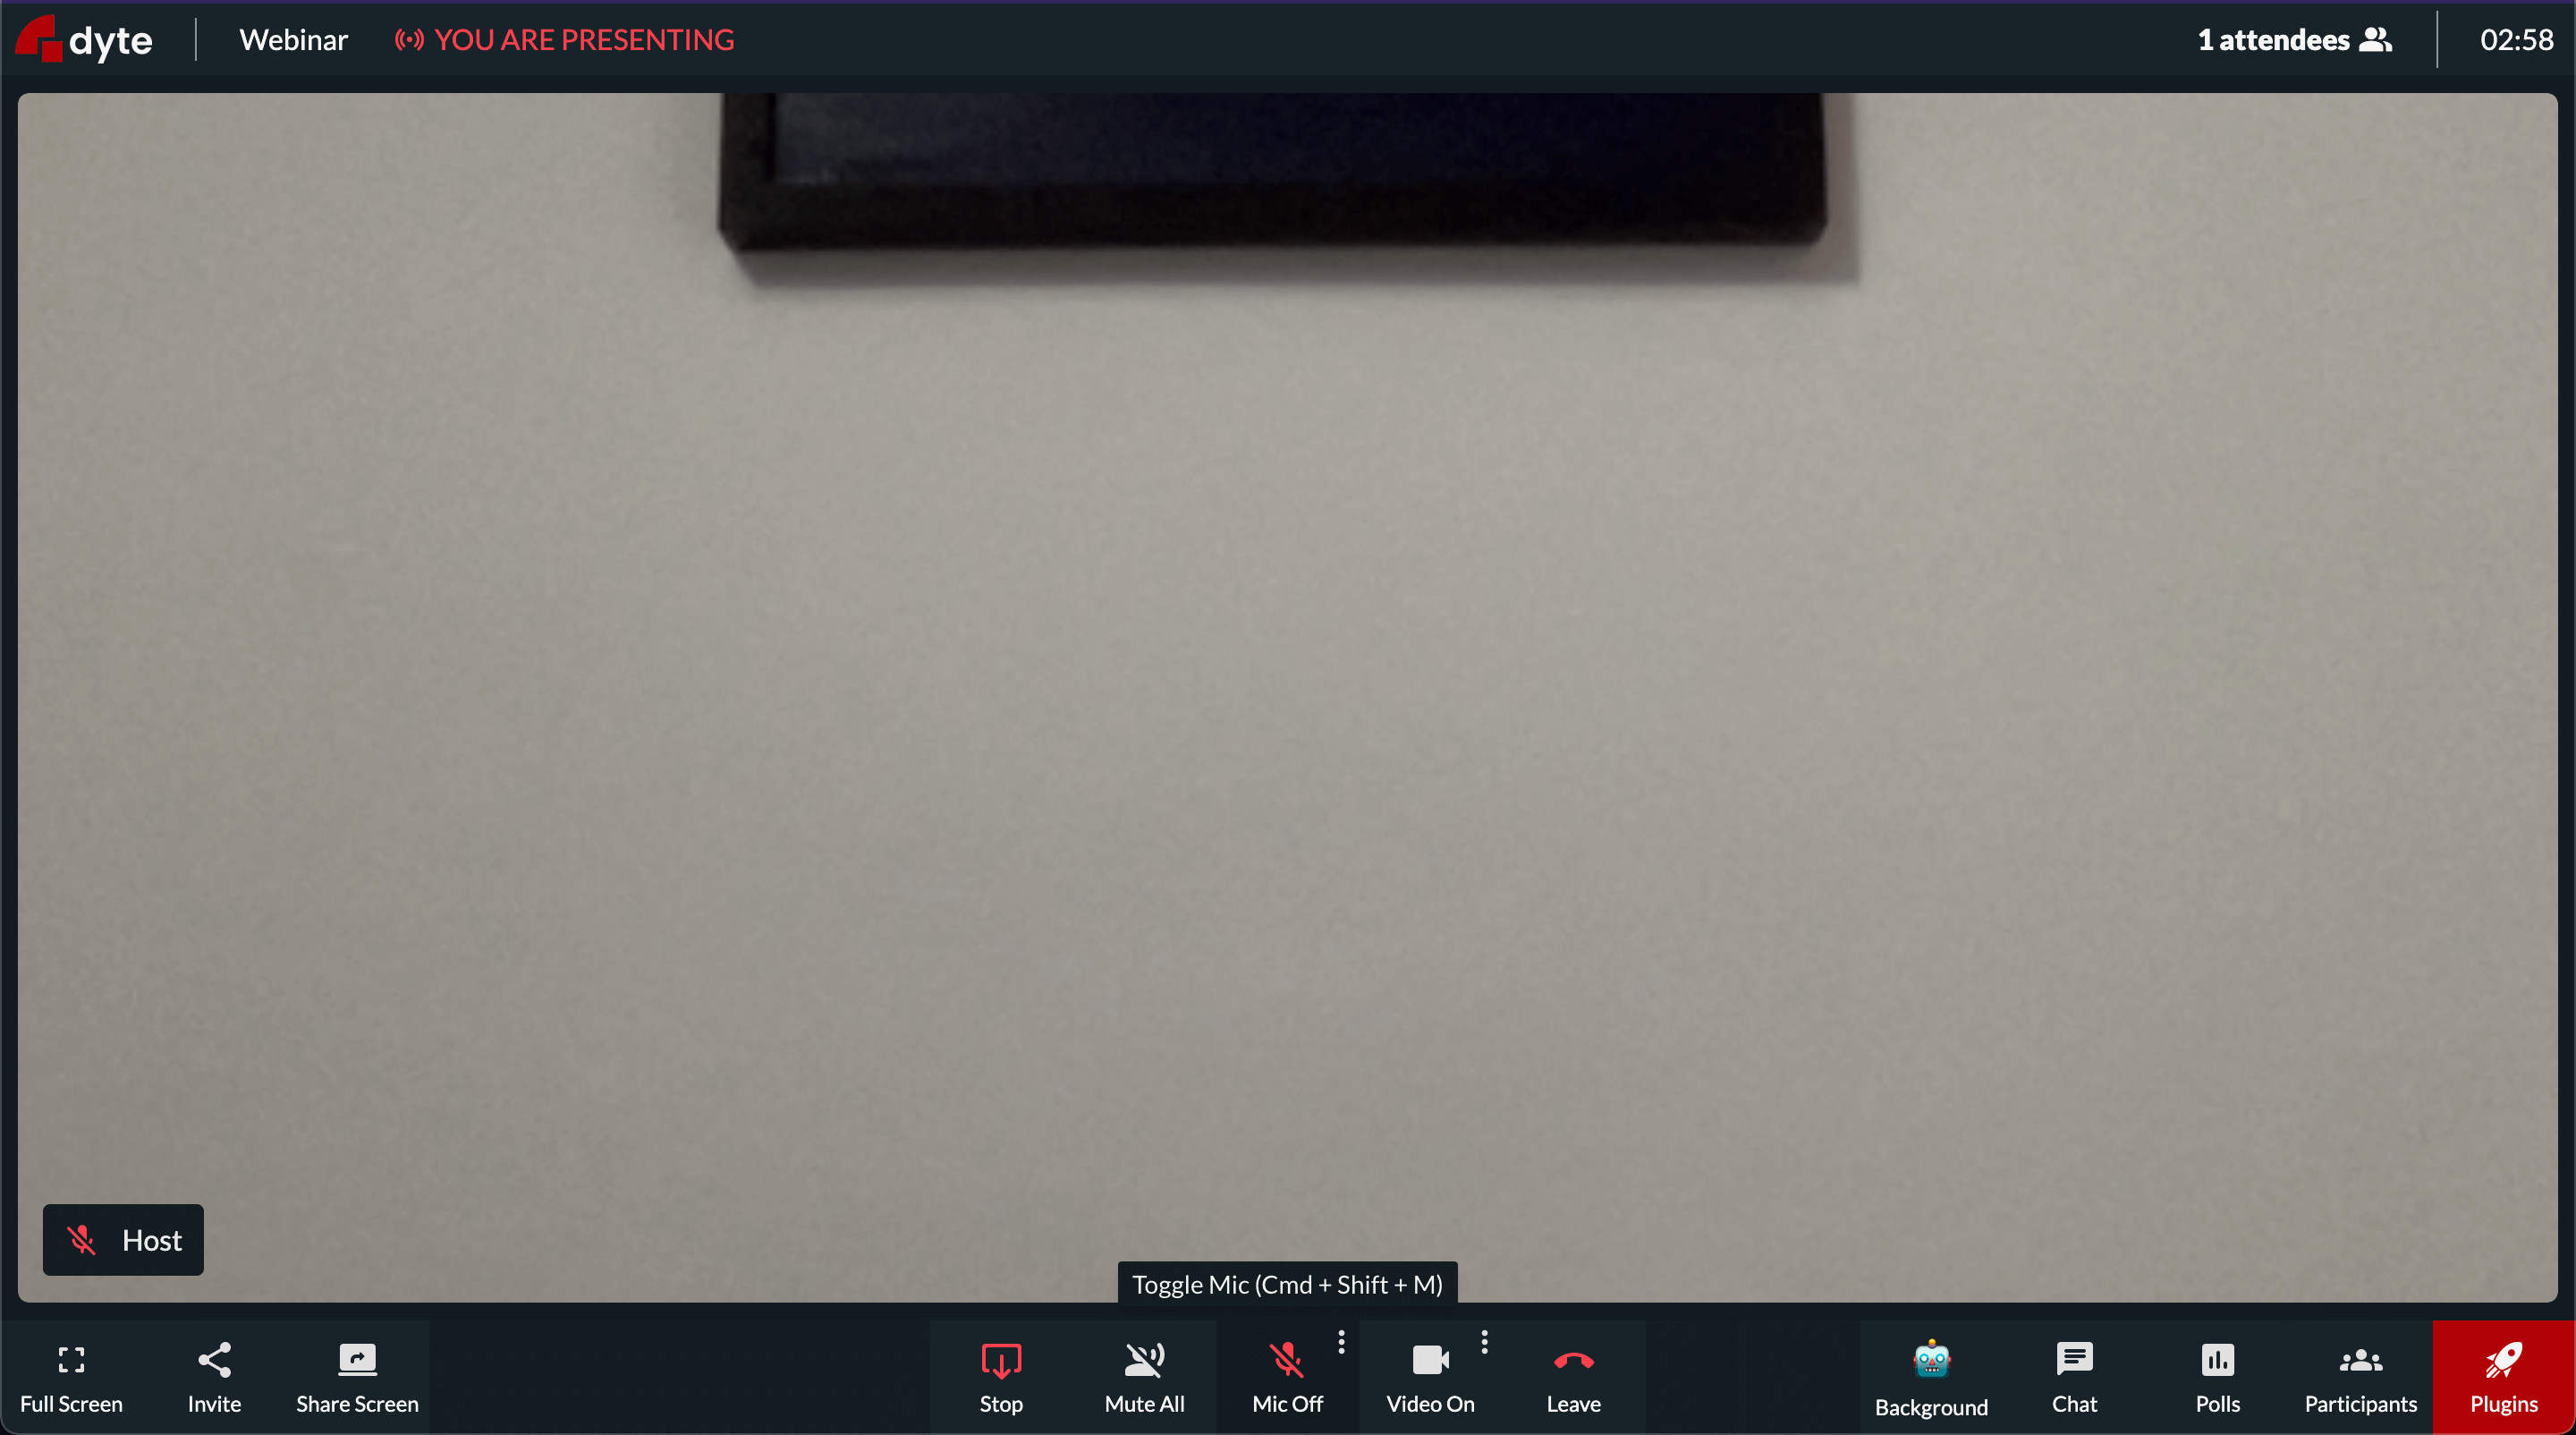 dyte
Webinar
YOU ARE PRESENTING
1 attendees
02:58
Host
Toggle Mic (Cmd + Shift + M)
Full Screen
Invite
Share Screen
Stop
Mute All
Mic Off
Video On
Leave
Background
Chat
Polls
Participants
Plugins